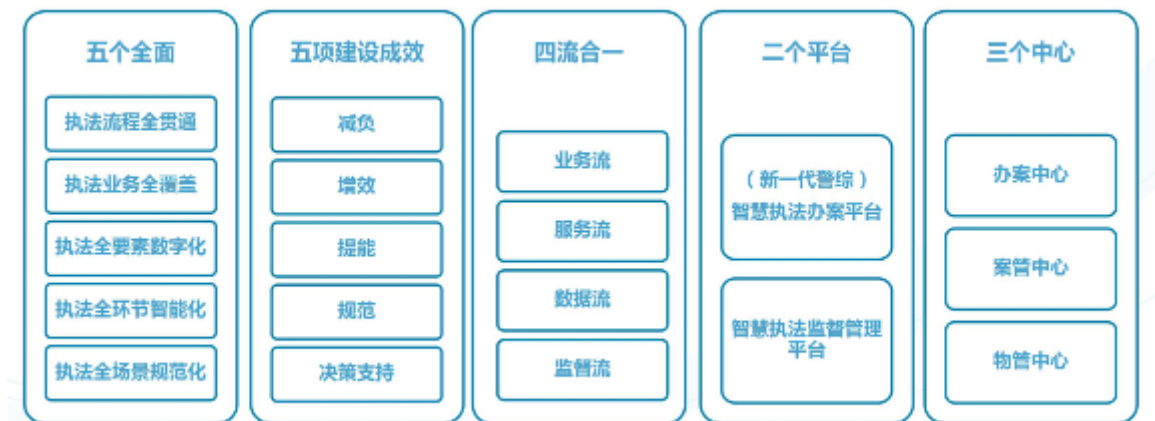 五个全面
执法流程全贯通
执法业务全覆盖
执法全要素数字化
执法全环节智能化
执法全场景规范化
五项建设成效
减负
增效
提能
规范
决策支持
四流合一
业务流
服务流
数据流
监督流
二个平台
（新一代警综）
智慧执法办案平台
智慧执法监督管理
平台
三个中心
办案中心
案管中心
物管中心